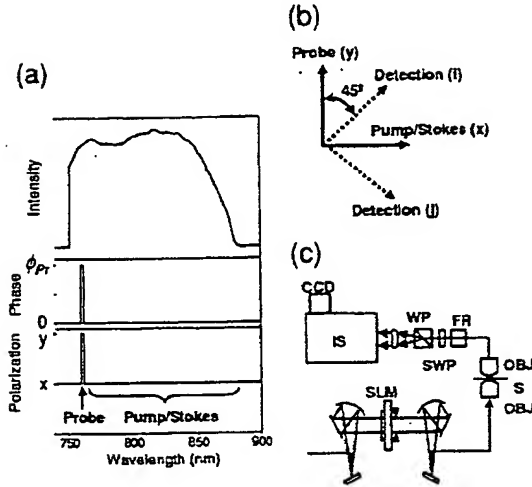 (a)
Intensity
Phase
Polarization
ϕPr
0
y
x
Probe
Pump/Stokes
750 800 850 900
Wavelength (nm)
(b)
Probe (y)
45°
Detection (i)
Pump/Stokes (x)
Detection (j)
(c)
CCD
IS
WP
FR
SWP
OBJ
S
OBJ
SLM